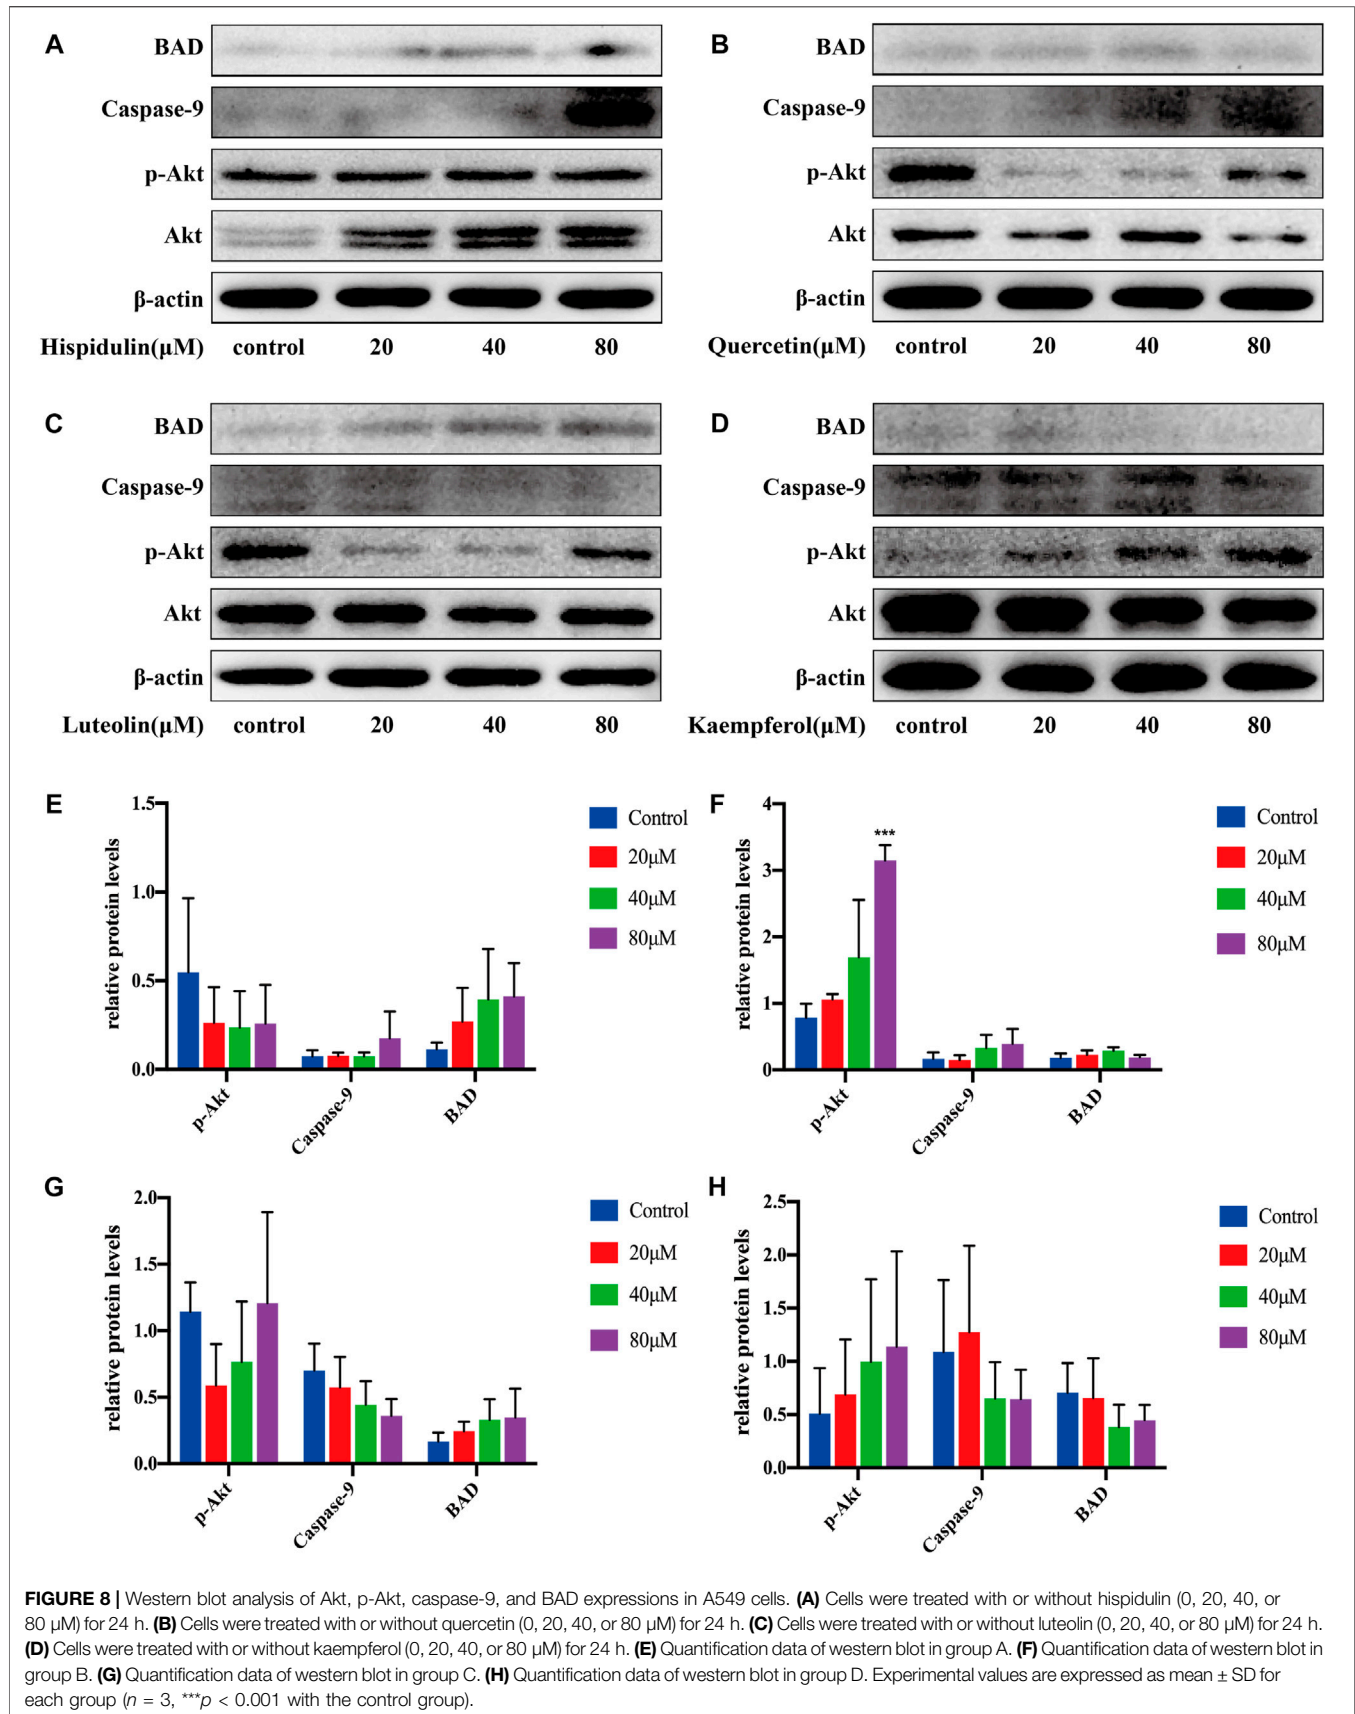 A
BAD
Caspase-9
p-Akt
Akt
β-actin
Hispidulin(μM) control 20 40 80
B
BAD
Caspase-9
p-Akt
Akt
β-actin
Quercetin(μM) control 20 40 80
C
BAD
Caspase-9
p-Akt
Akt
β-actin
Luteolin(μM) control 20 40 80
D
BAD
Caspase-9
p-Akt
Akt
β-actin
Kaempferol(μM) control 20 40 80
E
relative protein levels
1.5
1.0
0.5
0.0
p-Akt
Caspase-9
BAD
Control
20μM
40μM
80μM
F
relative protein levels
4
3
2
1
0
***
p-Akt
Caspase-9
BAD
Control
20μM
40μM
80μM
G
relative protein levels
2.0
1.5
1.0
0.5
0.0
p-Akt
Caspase-9
BAD
Control
20μM
40μM
80μM
H
relative protein levels
2.5
2.0
1.5
1.0
0.5
0.0
p-Akt
Caspase-9
BAD
Control
20μM
40μM
80μM
FIGURE 8 | Western blot analysis of Akt, p-Akt, caspase-9, and BAD expressions in A549 cells. (A) Cells were treated with or without hispidulin (0, 20, 40, or
80 μM) for 24 h. (B) Cells were treated with or without quercetin (0, 20, 40, or 80 μM) for 24 h. (C) Cells were treated with or without luteolin (0, 20, 40, or 80 μM) for 24 h.
(D) Cells were treated with or without kaempferol (0, 20, 40, or 80 μM) for 24 h. (E) Quantification data of western blot in group A. (F) Quantification data of western blot in
group B. (G) Quantification data of western blot in group C. (H) Quantification data of western blot in group D. Experimental values are expressed as mean ± SD for
each group (n = 3, ***p < 0.001 with the control group).